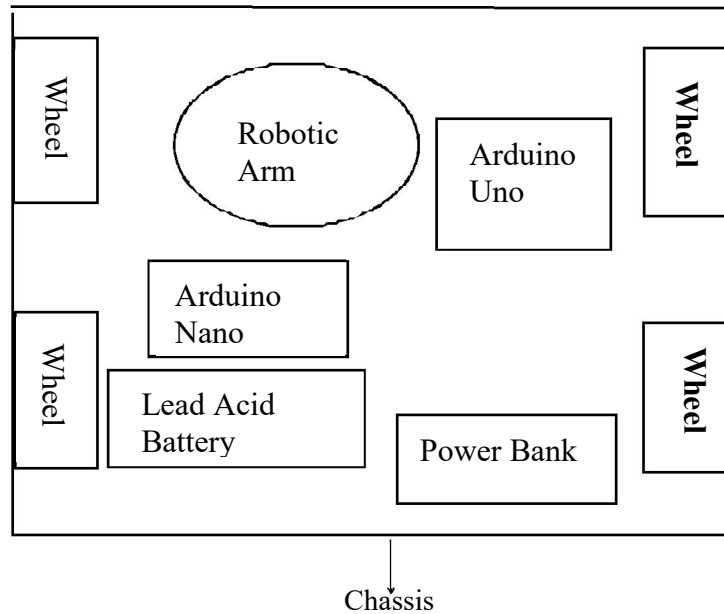 Wheel
Robotic
Arm
Arduino
Uno
Wheel
Arduino
Nano
Wheel
Lead Acid
Battery
Power Bank
Wheel
Chassis